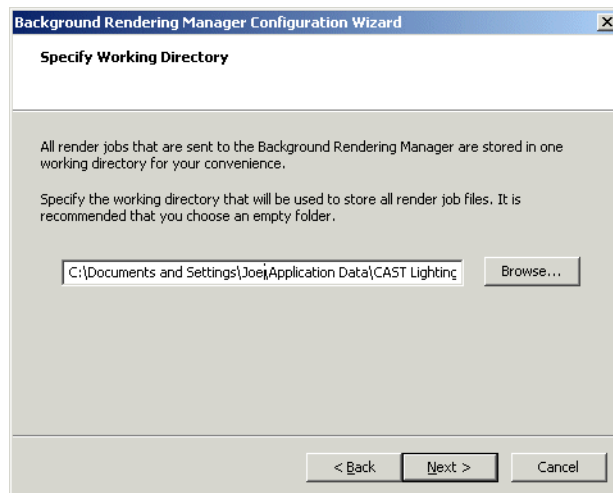 Background Rendering Manager Configuration Wizard
Specify Working Directory
All render jobs that are sent to the Background Rendering Manager are stored in one
working directory for your convenience.
Specify the working directory that will be used to store all render job files. It is
recommended that you choose an empty folder.
C:\Documents and Settings\Joe\Application Data\CAST Lighting
Browse...
< Back
Next >
Cancel